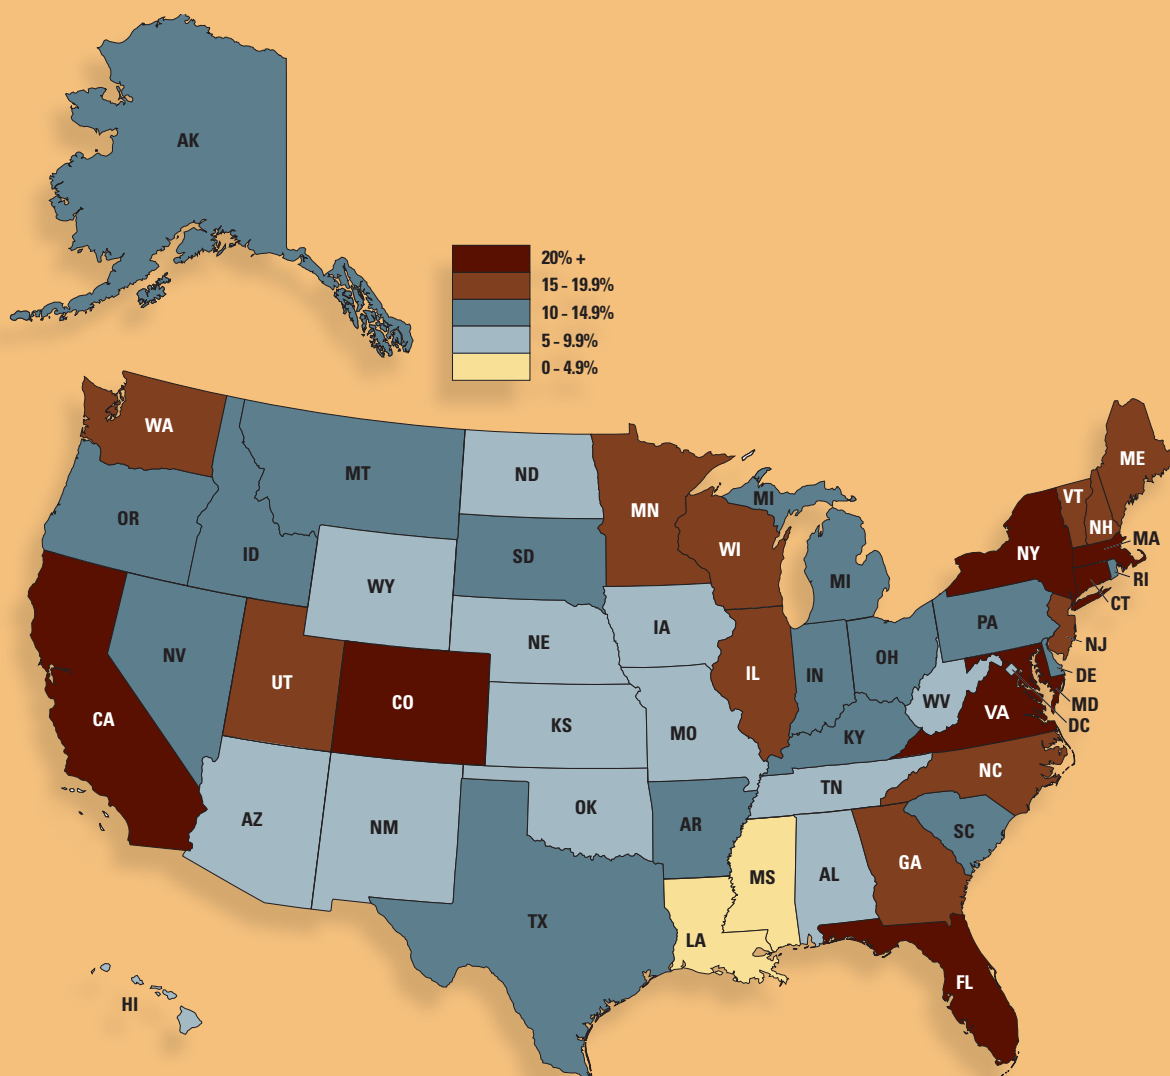 AK
20% +
15 - 19.9%
10 - 14.9%
5 - 9.9%
0 - 4.9%
WA
MT
ND
MN
ME
VT
NH
OR
ID
SD
WI
MI
MI
NY
MA
RI
CT
WY
IA
NE
PA
NJ
NV
UT
CO
IL
IN
OH
DE
MD
DC
WV
VA
CA
KS
MO
KY
NC
TN
AZ
NM
OK
AR
SC
MS
AL
GA
TX
LA
FL
HI